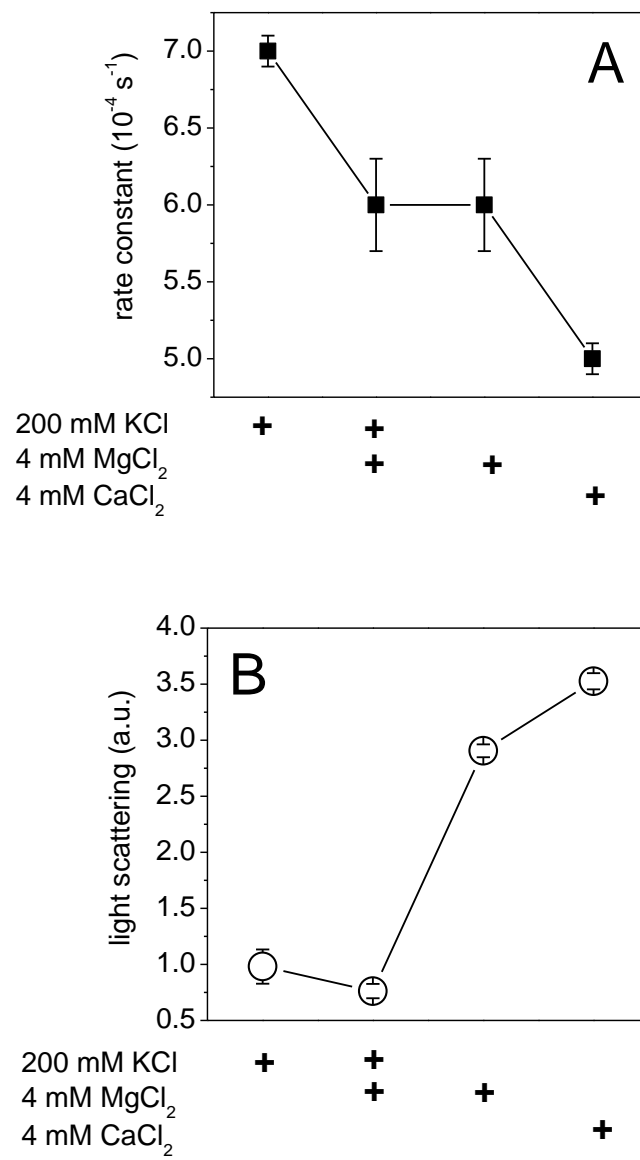 A
7.0
6.5
6.0
5.5
5.0
rate constant (10⁻⁴ s⁻¹)
200 mM KCl + +
4 mM MgCl₂ + +
4 mM CaCl₂ +
B
4.0
3.5
3.0
2.5
2.0
1.5
1.0
0.5
light scattering (a.u.)
200 mM KCl + +
4 mM MgCl₂ + +
4 mM CaCl₂ +